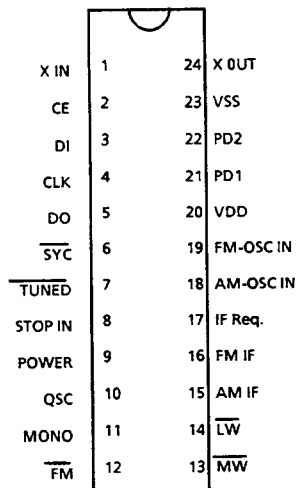 X IN 1 24 X OUT
CE 2 23 VSS
DI 3 22 PD2
CLK 4 21 PD1
DO 5 20 VDD
SYC 6 19 FM-OSC IN
TUNED 7 18 AM-OSC IN
STOP IN 8 17 IF Req.
POWER 9 16 FM IF
QSC 10 15 AM IF
MONO 11 14 LW
FM 12 13 MW